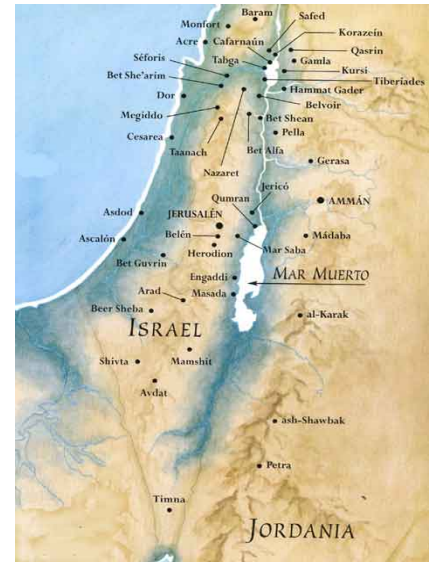 Baram
Safed
Monfort
Korazeín
Acre
Cafarnaún
Qasrin
Tabga
Gamla
Séforis
Kursi
Bet She'arim
Tiberíades
Dor
Hammat Gader
Belvoir
Megiddo
Bet Shean
Cesarea
Pella
Taanach
Bet Alfa
Gerasa
Nazaret
Jericó
Qumran
AMMÁN
Asdod
JERUSALÉN
Ascalón
Belén
Mar Saba
Mádaba
Herodion
Bet Guvrin
Engaddi
MAR MUERTO
Arad
Masada
Beer Sheba
al-Karak
ISRAEL
Shivta
Mamshit
Avdat
ash-Shawbak
Petra
Timna
JORDANIA